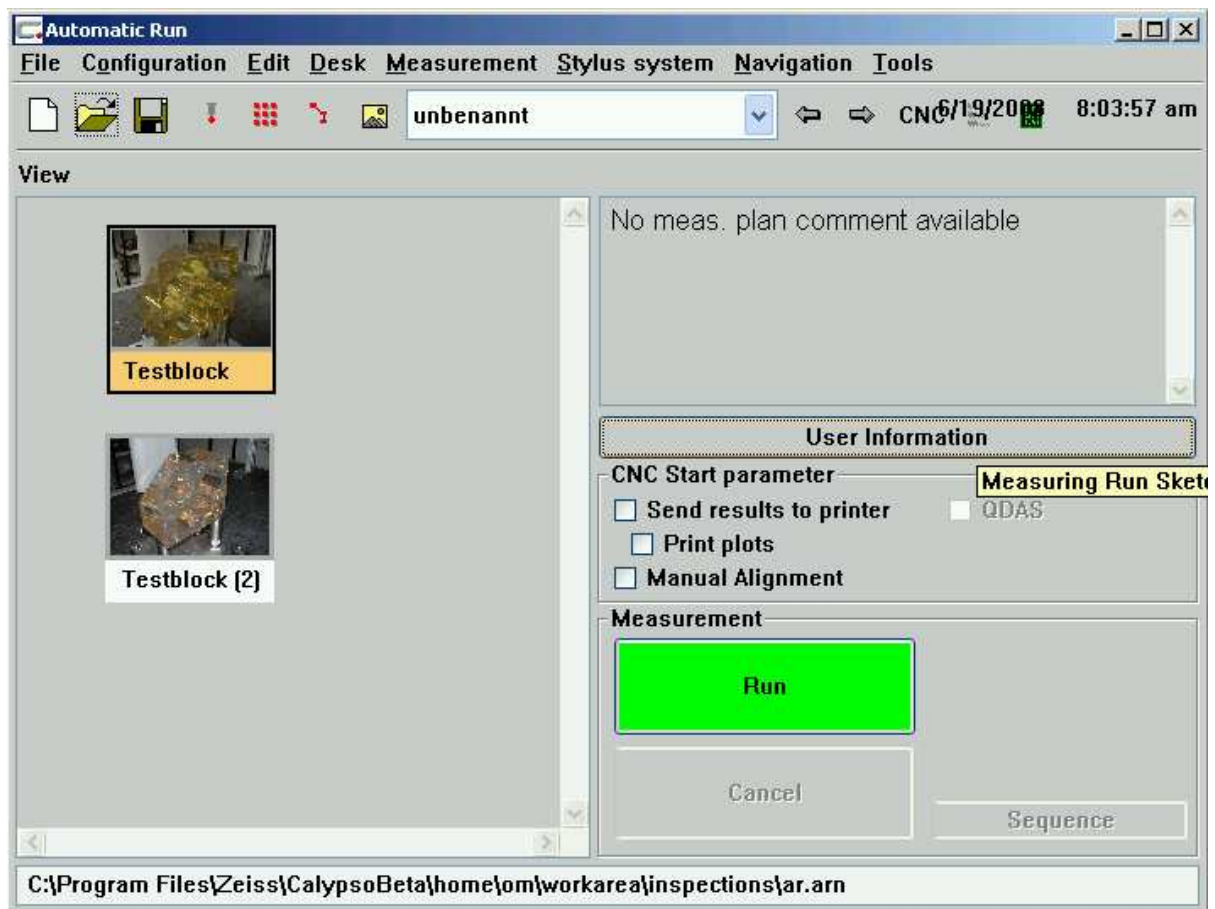 Automatic Run
File Configuration Edit Desk Measurement Stylus system Navigation Tools
unbenannt CNC 6/19/2008 8:03:57 am
View
No meas. plan comment available
Testblock
Testblock (2)
User Information
CNC Start parameter
Measuring Run Sket
Send results to printer QDAS
Print plots
Manual Alignment
Measurement
Run
Cancel
Sequence
C:\Program Files\Zeiss\CalypsoBeta\home\om\workarea\inspections\ar.arn